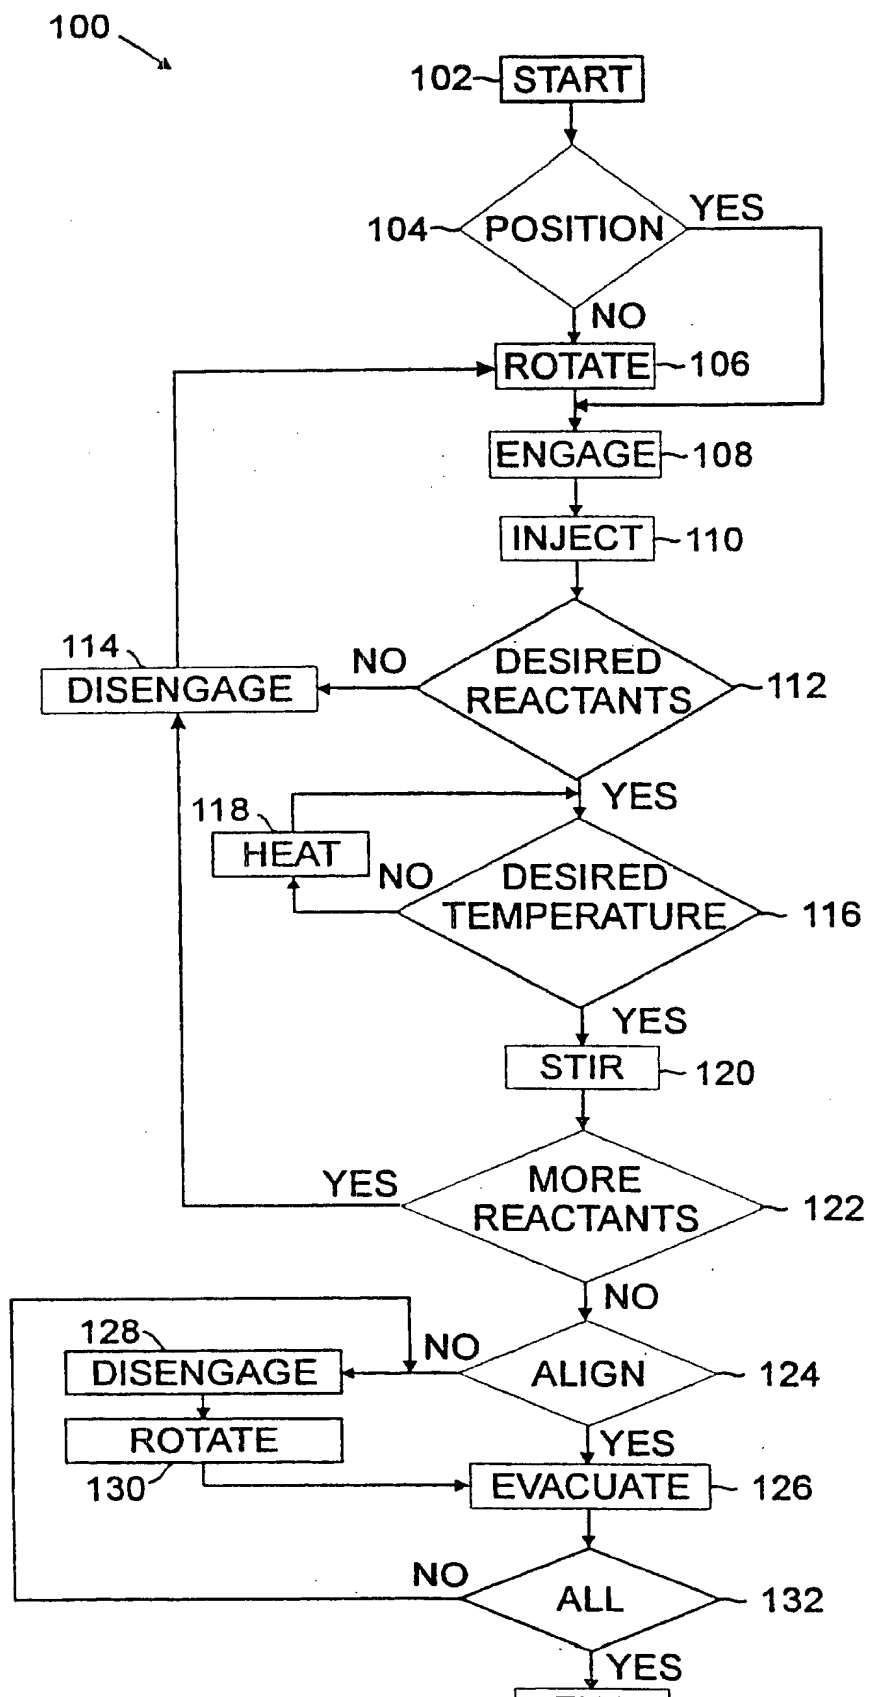 100
102
START
104
POSITION
YES
NO
ROTATE
106
ENGAGE
108
INJECT
110
114
DISENGAGE
NO
DESIRED
REACTANTS
112
YES
118
HEAT
NO
DESIRED
TEMPERATURE
116
YES
STIR
120
YES
MORE
REACTANTS
122
NO
128
DISENGAGE
NO
ALIGN
124
ROTATE
130
YES
EVACUATE
126
NO
ALL
132
YES